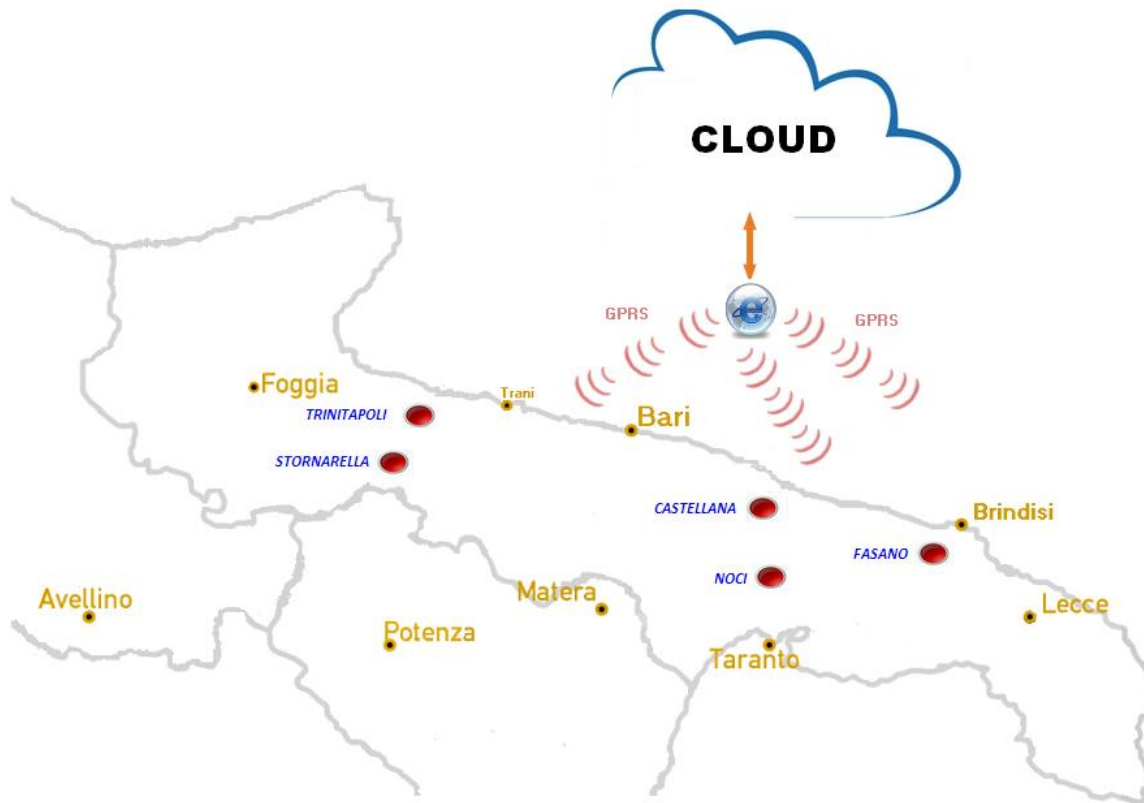 CLOUD
GPRS
GPRS
Foggia
Trani
TRINITAPOLI
Bari
STORNARELLA
CASTELLANA
Brindisi
FASANO
NOCI
Matera
Avellino
Lecce
Potenza
Taranto